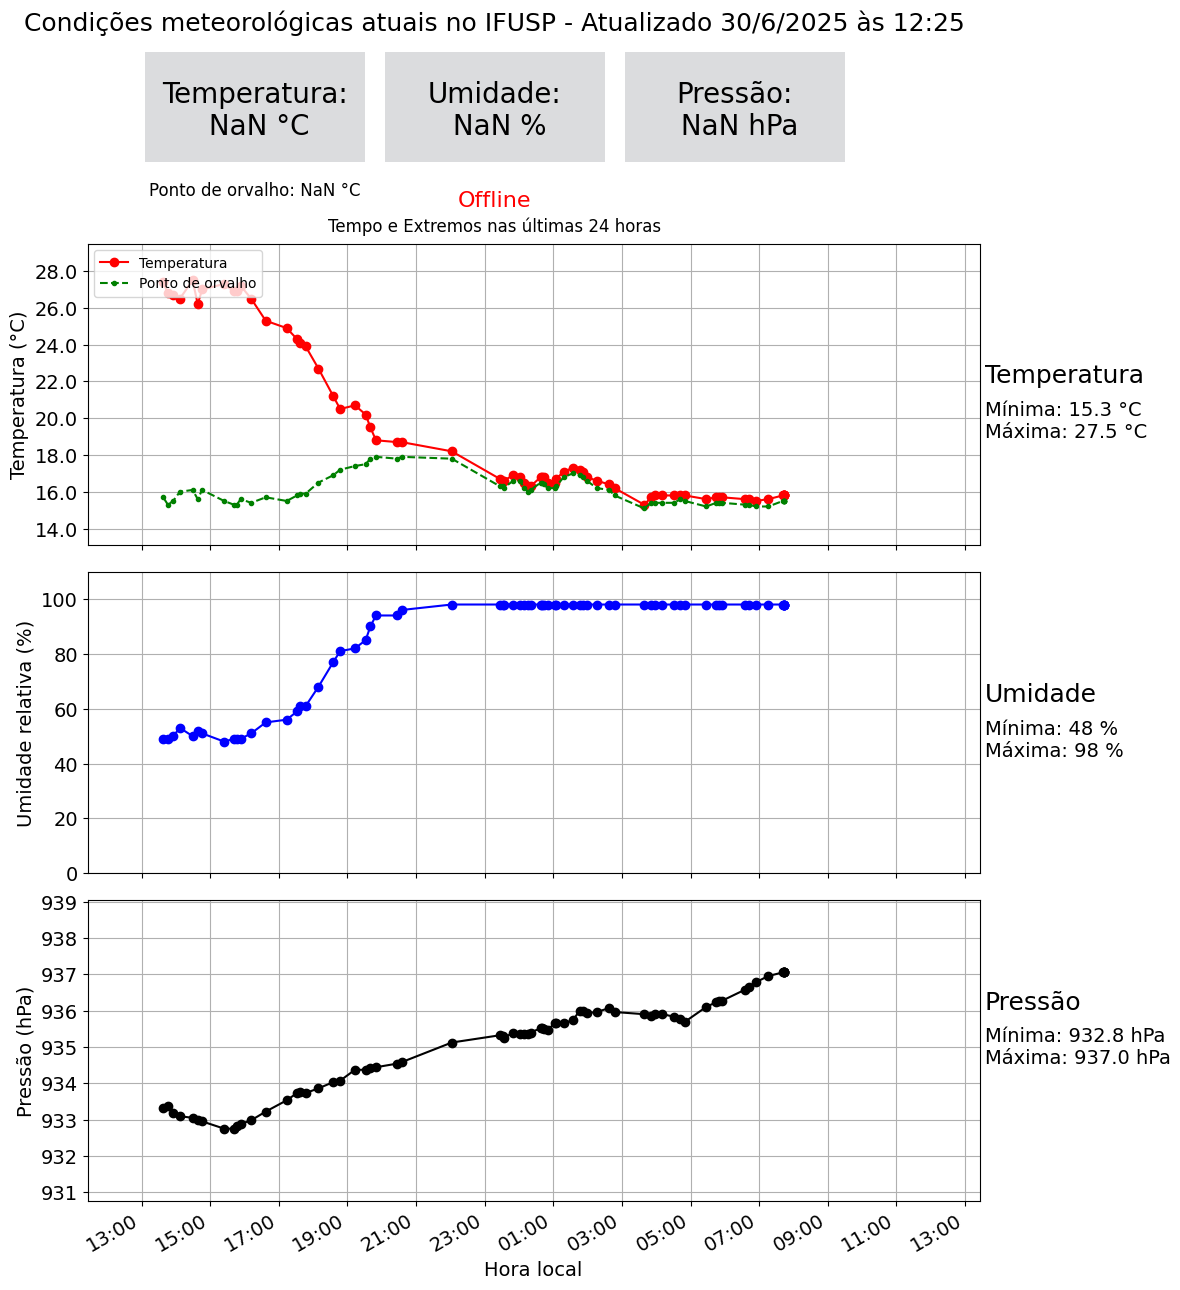 Condições meteorológicas atuais no IFUSP - Atualizado 30/6/2025 às 12:25
Temperatura:
NaN °C
Umidade:
NaN %
Pressão:
NaN hPa
Ponto de orvalho: NaN °C
Offline
Tempo e Extremos nas últimas 24 horas
Temperatura
Ponto de orvalho
28.0
26.0
24.0
22.0
20.0
18.0
16.0
14.0
Temperatura (°C)
Temperatura
Mínima: 15.3 °C
Máxima: 27.5 °C
100
80
60
40
20
0
Umidade relativa (%)
Umidade
Mínima: 48 %
Máxima: 98 %
939
938
937
936
935
934
933
932
931
Pressão (hPa)
Pressão
Mínima: 932.8 hPa
Máxima: 937.0 hPa
13:00 15:00 17:00 19:00 21:00 23:00 01:00 03:00 05:00 07:00 09:00 11:00 13:00
Hora local